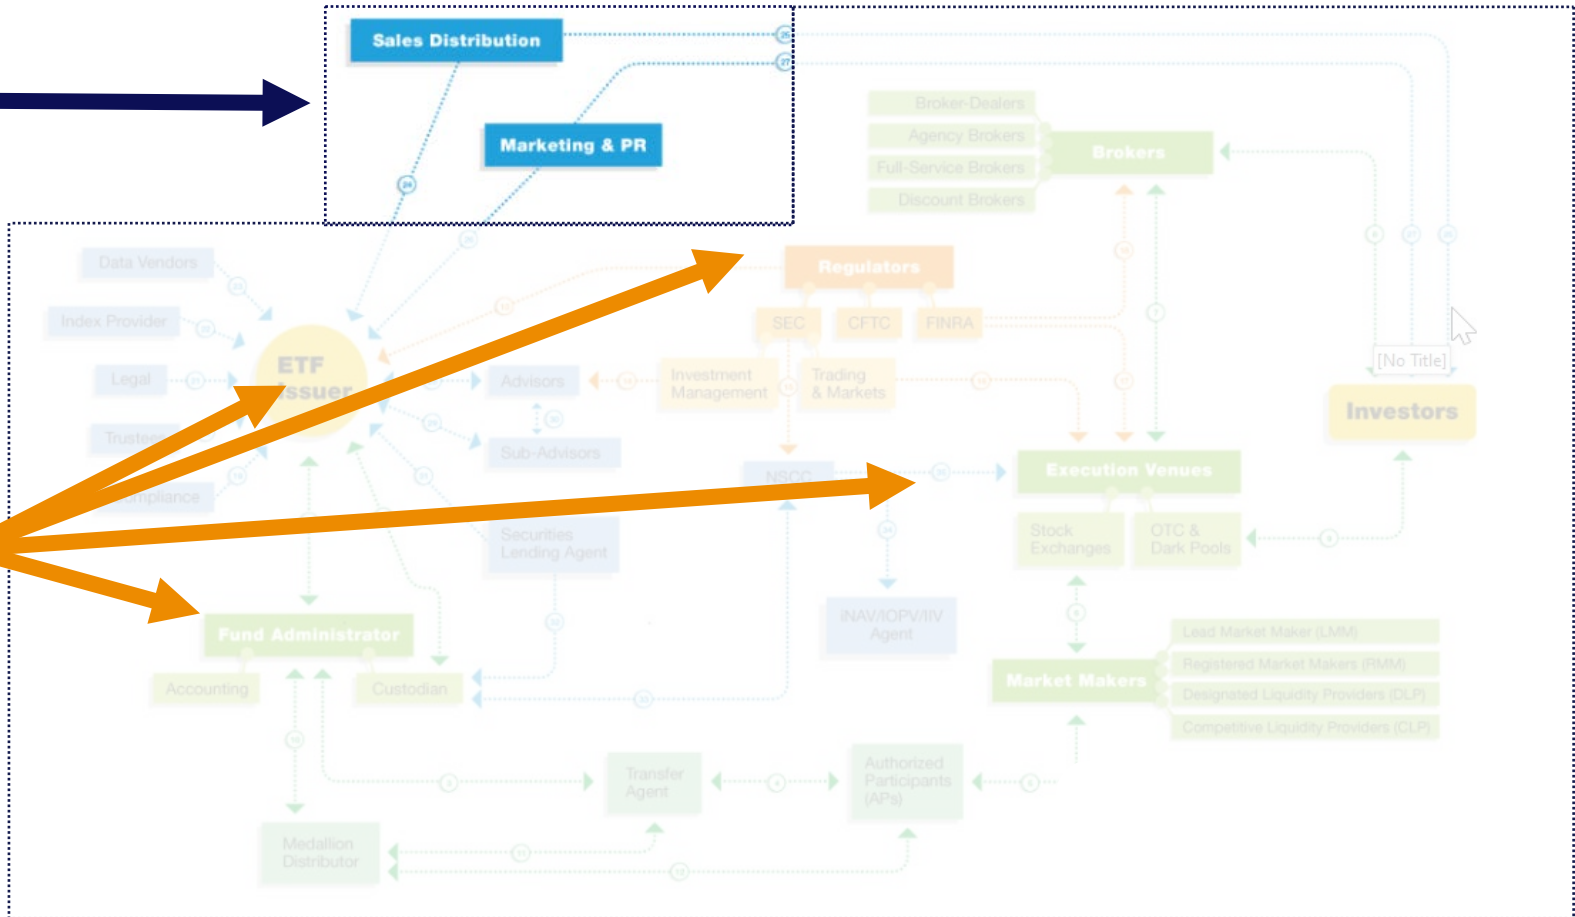 Sales Distribution
Marketing & PR
Broker-Dealers
Agency Brokers
Full-Service Brokers
Discount Brokers
Brokers
Data Vendors
Index Provider
Legal
Trustee
Compliance
ETF
Issuer
Regulators
SEC
CFTC
FINRA
Advisors
Investment
Management
Trading
& Markets
Sub-Advisors
[No Title]
Investors
NSCC
Execution Venues
Stock
Exchanges
OTC &
Dark Pools
Securities
Lending Agent
iNAV/IOPV/IIV
Agent
Fund Administrator
Accounting
Custodian
Market Makers
Lead Market Maker (LMM)
Registered Market Makers (RMM)
Designated Liquidity Providers (DLP)
Competitive Liquidity Providers (CLP)
Transfer
Agent
Authorized
Participants
(APs)
Medallion
Distributor